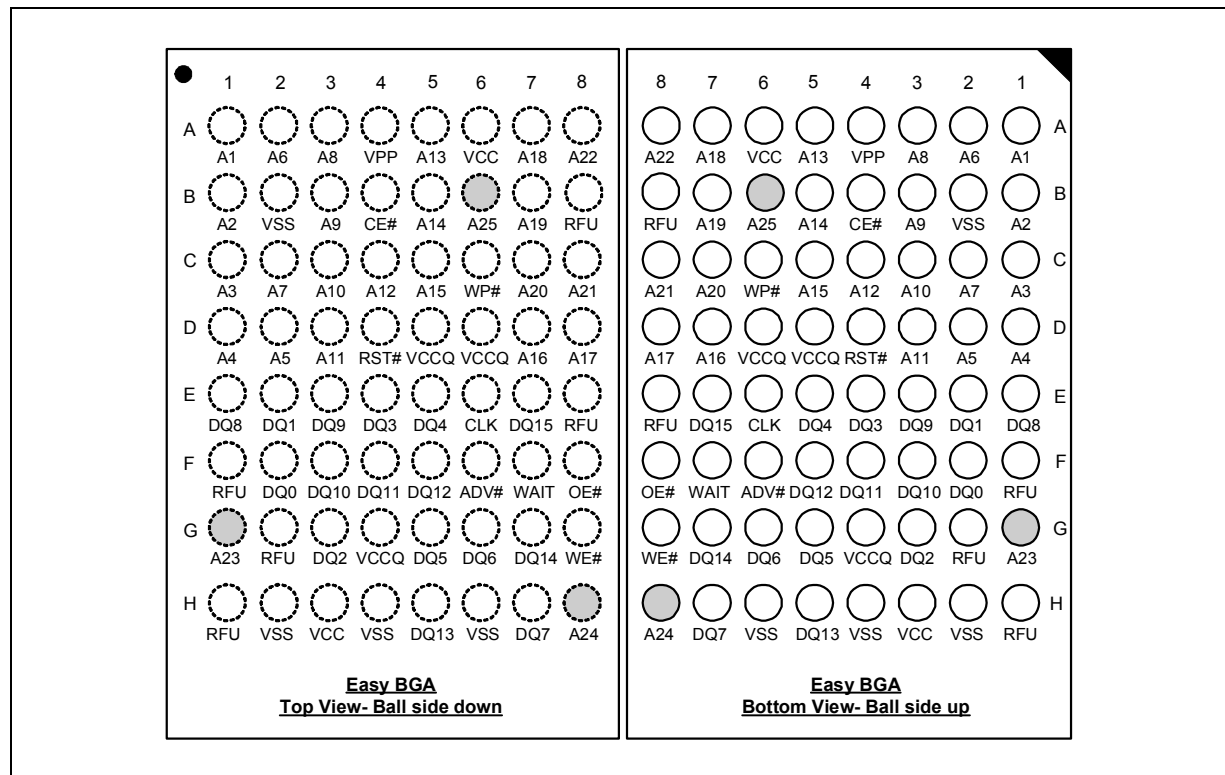 1 2 3 4 5 6 7 8
A
A1 A6 A8 VPP A13 VCC A18 A22
B
A2 VSS A9 CE# A14 A25 A19 RFU
C
A3 A7 A10 A12 A15 WP# A20 A21
D
A4 A5 A11 RST# VCCQ VCCQ A16 A17
E
DQ8 DQ1 DQ9 DQ3 DQ4 CLK DQ15 RFU
F
RFU DQ0 DQ10 DQ11 DQ12 ADV# WAIT OE#
G
A23 RFU DQ2 VCCQ DQ5 DQ6 DQ14 WE#
H
RFU VSS VCC VSS DQ13 VSS DQ7 A24
Easy BGA
Top View- Ball side down
8 7 6 5 4 3 2 1
A
A22 A18 VCC A13 VPP A8 A6 A1
B
RFU A19 A25 A14 CE# A9 VSS A2
C
A21 A20 WP# A15 A12 A10 A7 A3
D
A17 A16 VCCQ VCCQ RST# A11 A5 A4
E
RFU DQ15 CLK DQ4 DQ3 DQ9 DQ1 DQ8
F
OE# WAIT ADV# DQ12 DQ11 DQ10 DQ0 RFU
G
WE# DQ14 DQ6 DQ5 VCCQ DQ2 RFU A23
H
A24 DQ7 VSS DQ13 VSS VCC VSS RFU
Easy BGA
Bottom View- Ball side up